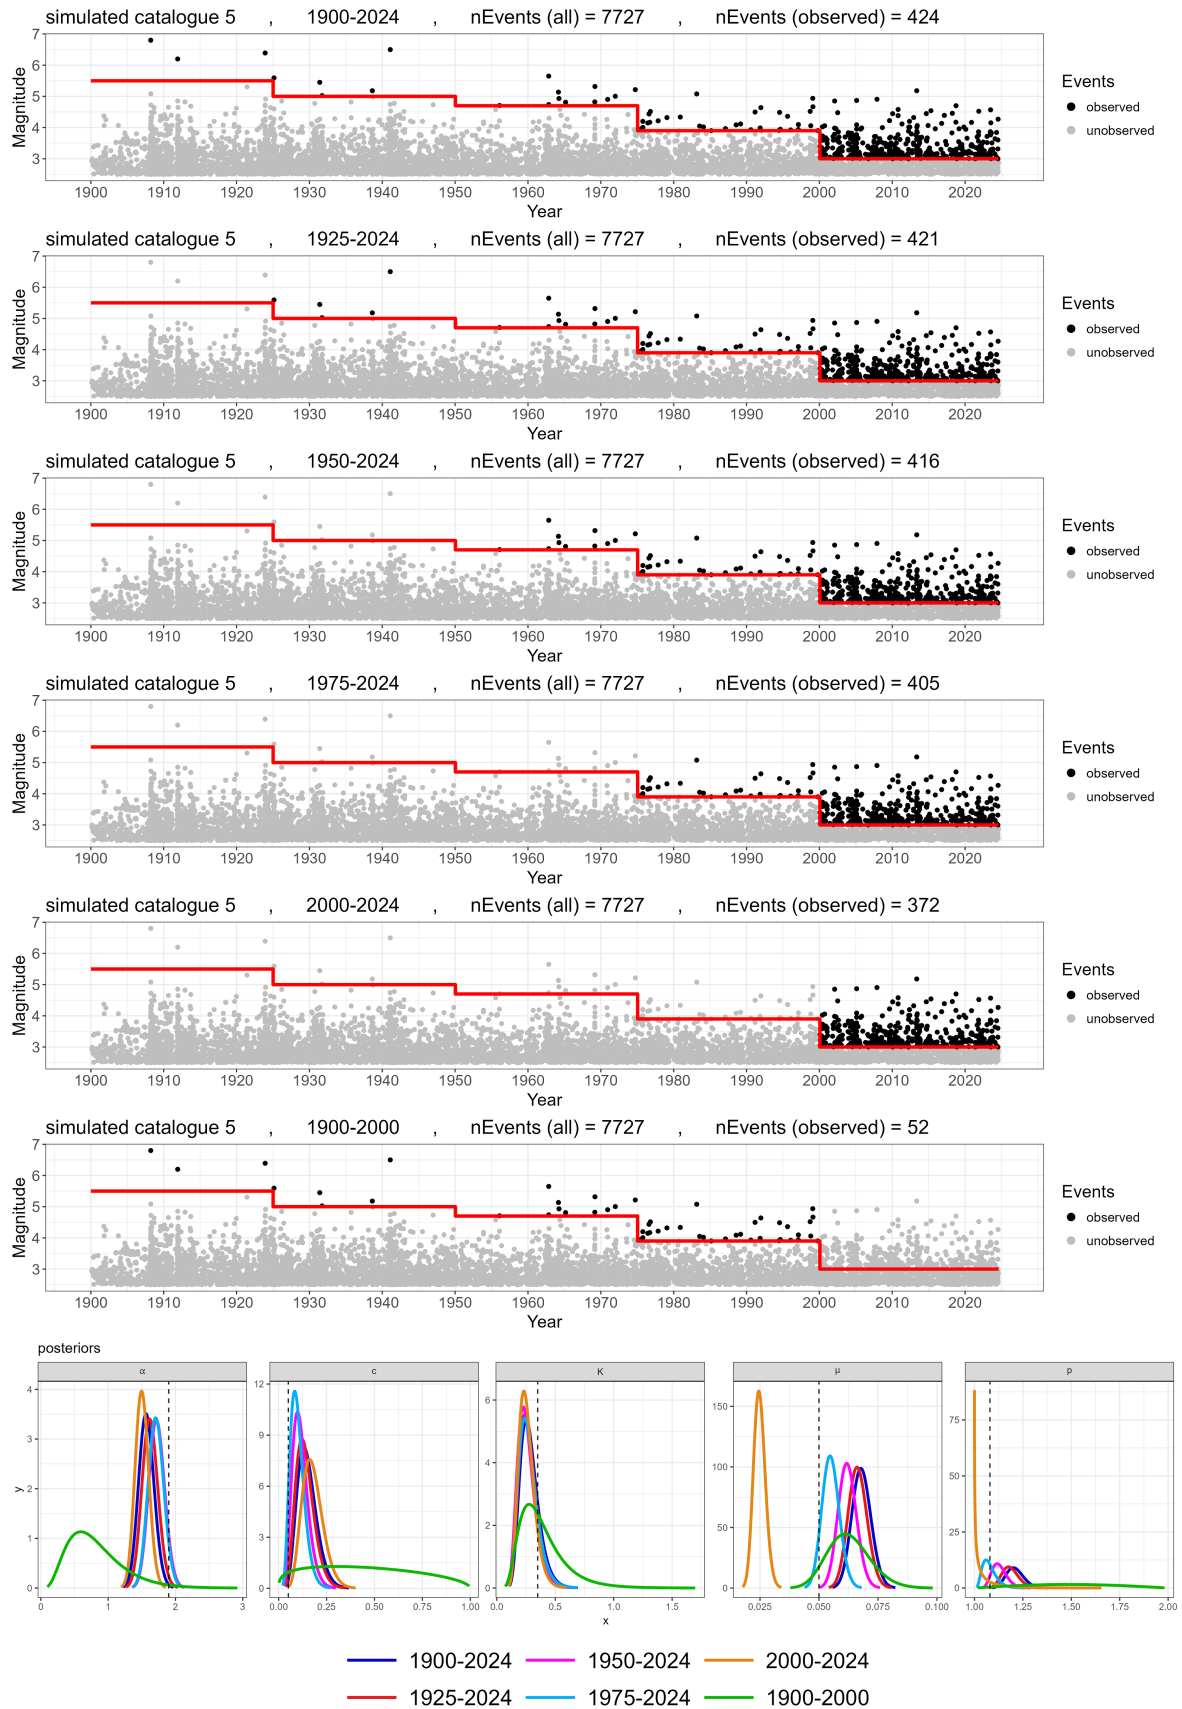 simulated catalogue 5 , 1900-2024 , nEvents (all) = 7727 , nEvents (observed) = 424
Magnitude
7
6
5
4
3
1900 1910 1920 1930 1940 1950 1960 1970 1980 1990 2000 2010 2020
Year
Events
observed
unobserved
simulated catalogue 5 , 1925-2024 , nEvents (all) = 7727 , nEvents (observed) = 421
Magnitude
7
6
5
4
3
1900 1910 1920 1930 1940 1950 1960 1970 1980 1990 2000 2010 2020
Year
Events
observed
unobserved
simulated catalogue 5 , 1950-2024 , nEvents (all) = 7727 , nEvents (observed) = 416
Magnitude
7
6
5
4
3
1900 1910 1920 1930 1940 1950 1960 1970 1980 1990 2000 2010 2020
Year
Events
observed
unobserved
simulated catalogue 5 , 1975-2024 , nEvents (all) = 7727 , nEvents (observed) = 405
Magnitude
7
6
5
4
3
1900 1910 1920 1930 1940 1950 1960 1970 1980 1990 2000 2010 2020
Year
Events
observed
unobserved
simulated catalogue 5 , 2000-2024 , nEvents (all) = 7727 , nEvents (observed) = 372
Magnitude
7
6
5
4
3
1900 1910 1920 1930 1940 1950 1960 1970 1980 1990 2000 2010 2020
Year
Events
observed
unobserved
simulated catalogue 5 , 1900-2000 , nEvents (all) = 7727 , nEvents (observed) = 52
Magnitude
7
6
5
4
3
1900 1910 1920 1930 1940 1950 1960 1970 1980 1990 2000 2010 2020
Year
Events
observed
unobserved
posteriors
α c K μ p
y
4
3
2
1
0
0 1 2 3
12
9
6
3
0
0.00 0.25 0.50 0.75 1.00
6
4
2
0
0.0 0.5 1.0 1.5
150
100
50
0
0.025 0.050 0.075 0.100
75
50
25
0
1.00 1.25 1.50 1.75 2.00
x
1900-2024 1950-2024 2000-2024
1925-2024 1975-2024 1900-2000